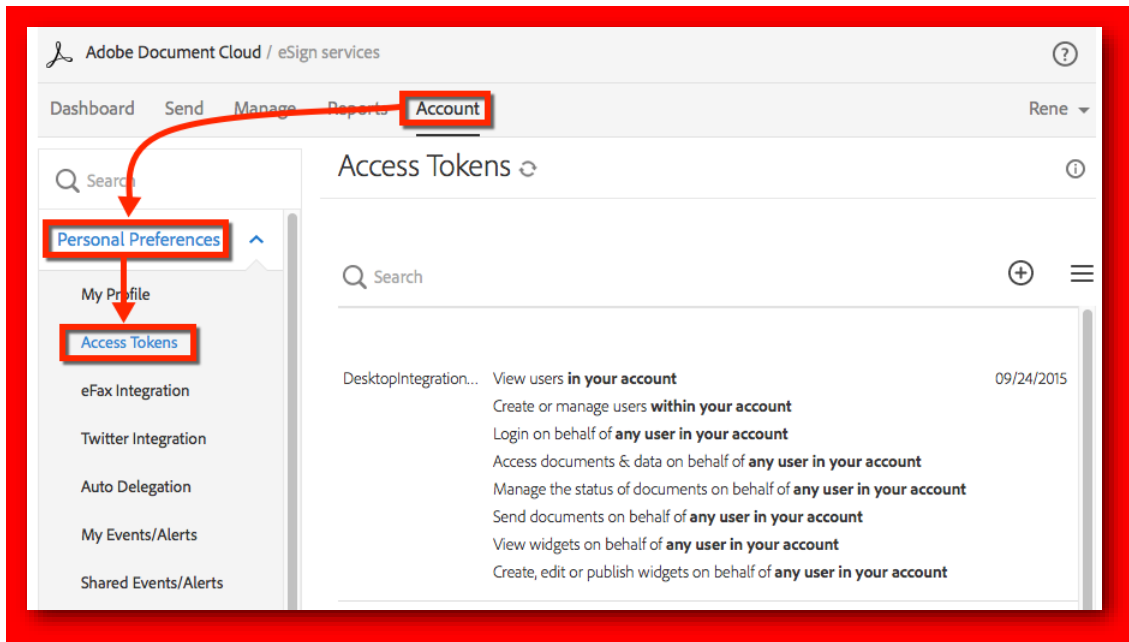 Adobe Document Cloud / eSign services
Dashboard Send Manage Reports Account Rene
Search
Personal Preferences
My Profile
Access Tokens
eFax Integration
Twitter Integration
Auto Delegation
My Events/Alerts
Shared Events/Alerts
Access Tokens
Search
DesktopIntegration... View users in your account 09/24/2015
Create or manage users within your account
Login on behalf of any user in your account
Access documents & data on behalf of any user in your account
Manage the status of documents on behalf of any user in your account
Send documents on behalf of any user in your account
View widgets on behalf of any user in your account
Create, edit or publish widgets on behalf of any user in your account